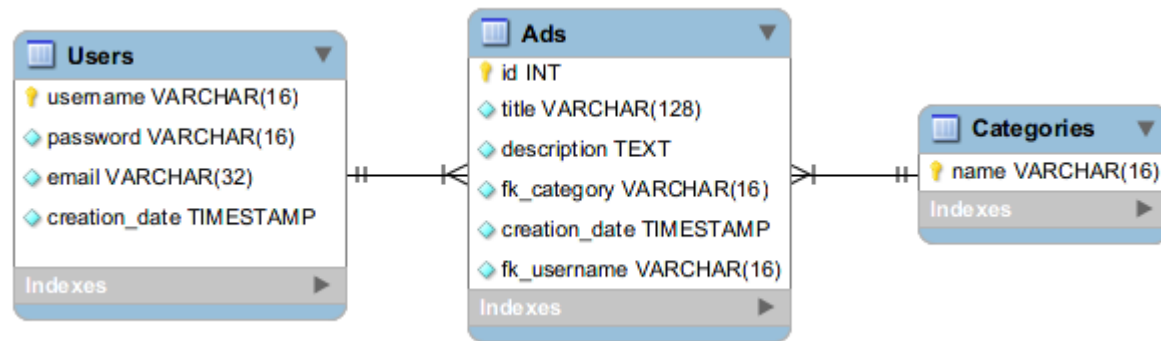 Users
username VARCHAR(16)
password VARCHAR(16)
email VARCHAR(32)
creation_date TIMESTAMP
Indexes
Ads
id INT
title VARCHAR(128)
description TEXT
fk_category VARCHAR(16)
creation_date TIMESTAMP
fk_username VARCHAR(16)
Indexes
Categories
name VARCHAR(16)
Indexes